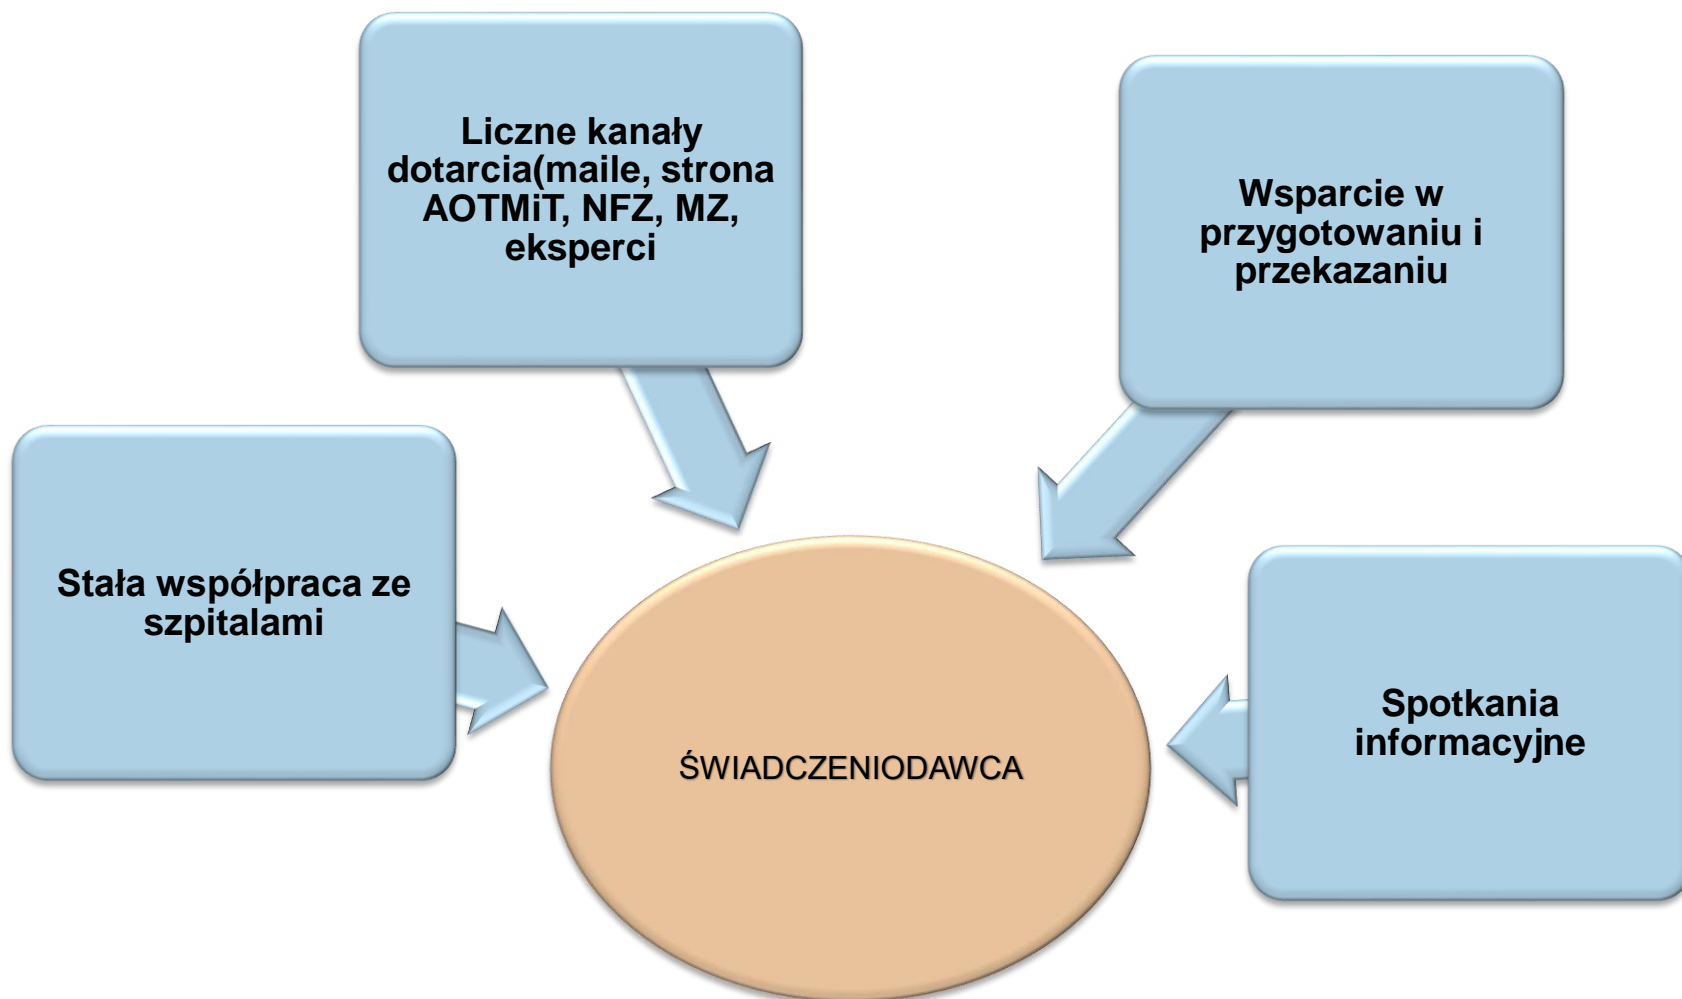 Liczne kanały
dotarcia(maile, strona
AOTMiT, NFZ, MZ,
eksperci
Wsparcie w
przygotowaniu i
przekazaniu
Stała współpraca ze
szpitalami
Spotkania
informacyjne
ŚWIADCZENIODAWCA